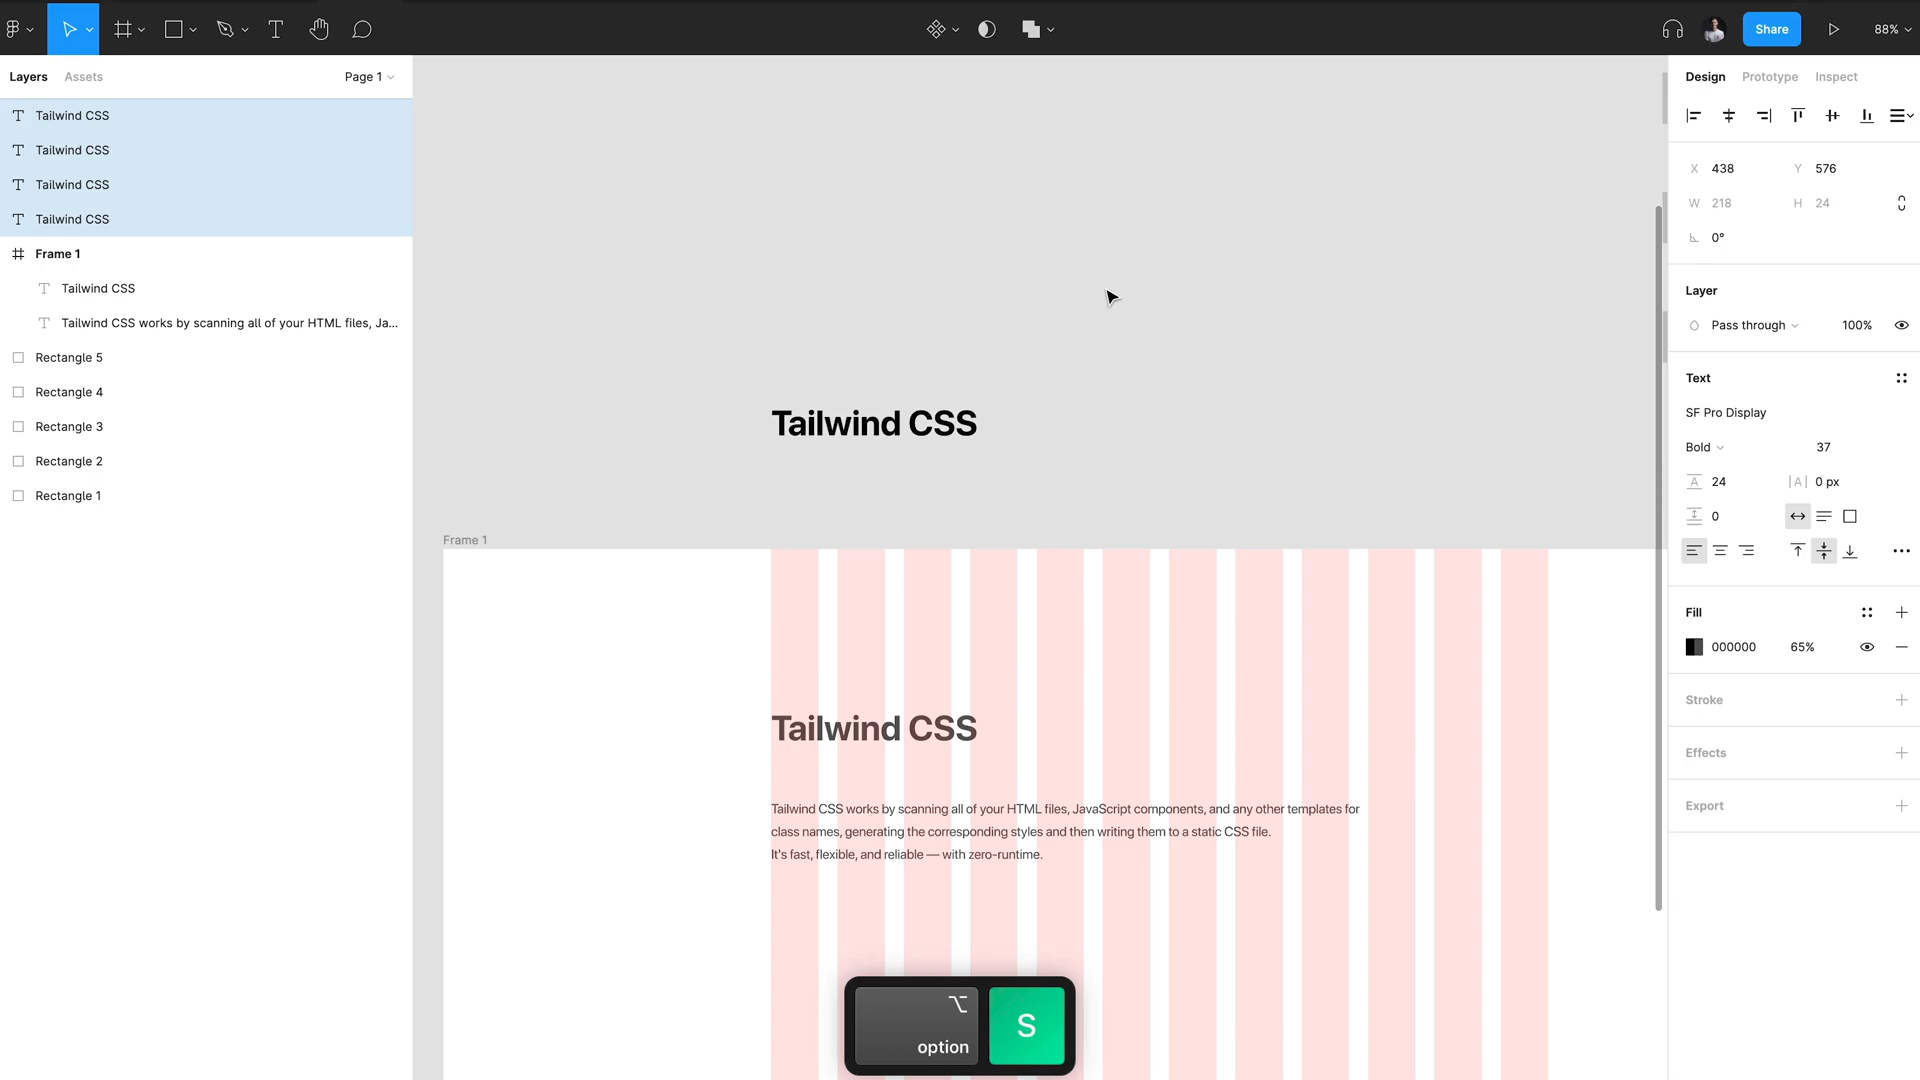 Share
88%
Layers
Assets
Page 1
Tailwind CSS
Tailwind CSS
Tailwind CSS
Tailwind CSS
Frame 1
Tailwind CSS
Tailwind CSS works by scanning all of your HTML files, Ja...
Rectangle 5
Rectangle 4
Rectangle 3
Rectangle 2
Rectangle 1
Tailwind CSS
Frame 1
Tailwind CSS
Tailwind CSS works by scanning all of your HTML files, JavaScript components, and any other templates for
class names, generating the corresponding styles and then writing them to a static CSS file.
It's fast, flexible, and reliable — with zero-runtime.
⌥
option
S
Design
Prototype
Inspect
X 438
Y 576
W 218
H 24
0°
Layer
Pass through
100%
Text
SF Pro Display
Bold
37
A 24
|A| 0 px
0
Fill
000000
65%
Stroke
Effects
Export